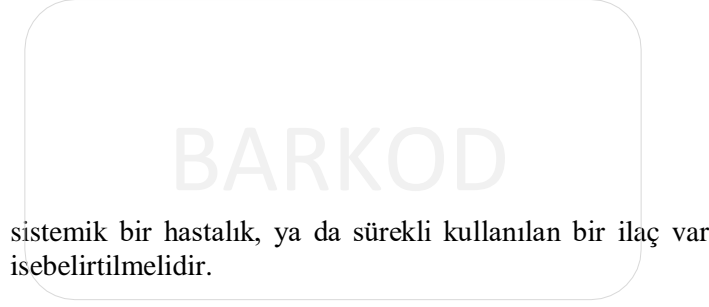 BARKOD
sistemik bir hastalık, ya da sürekli kullanılan bir ilaç var
isebelirtilmelidir.